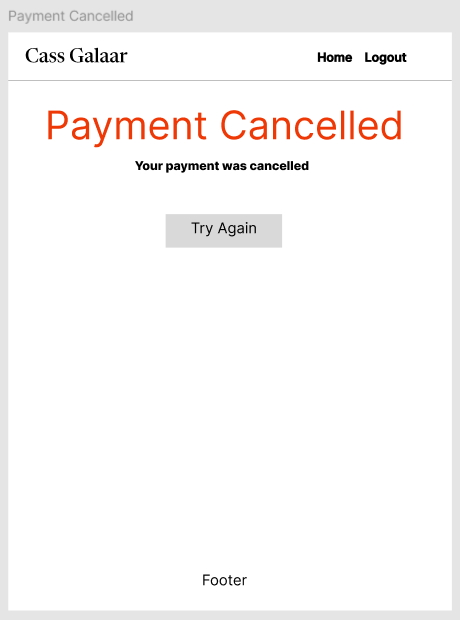 Payment Cancelled
Cass Galaar Home Logout
Payment Cancelled
Your payment was cancelled
Try Again
Footer